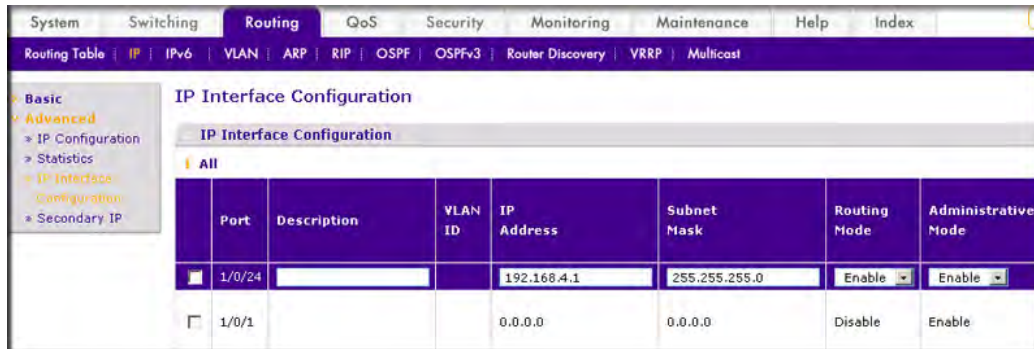 System Switching Routing QoS Security Monitoring Maintenance Help Index
Routing Table IP IPv6 VLAN ARP RIP OSPF OSPFv3 Router Discovery VRRP Multicast
Basic
Advanced
» IP Configuration
» Statistics
» IP Interface
Configuration
» Secondary IP
IP Interface Configuration
IP Interface Configuration
All
Port Description VLAN ID IP Address Subnet Mask Routing Mode Administrative Mode
1/0/24 192.168.4.1 255.255.255.0 Enable Enable
1/0/1 0.0.0.0 0.0.0.0 Disable Enable